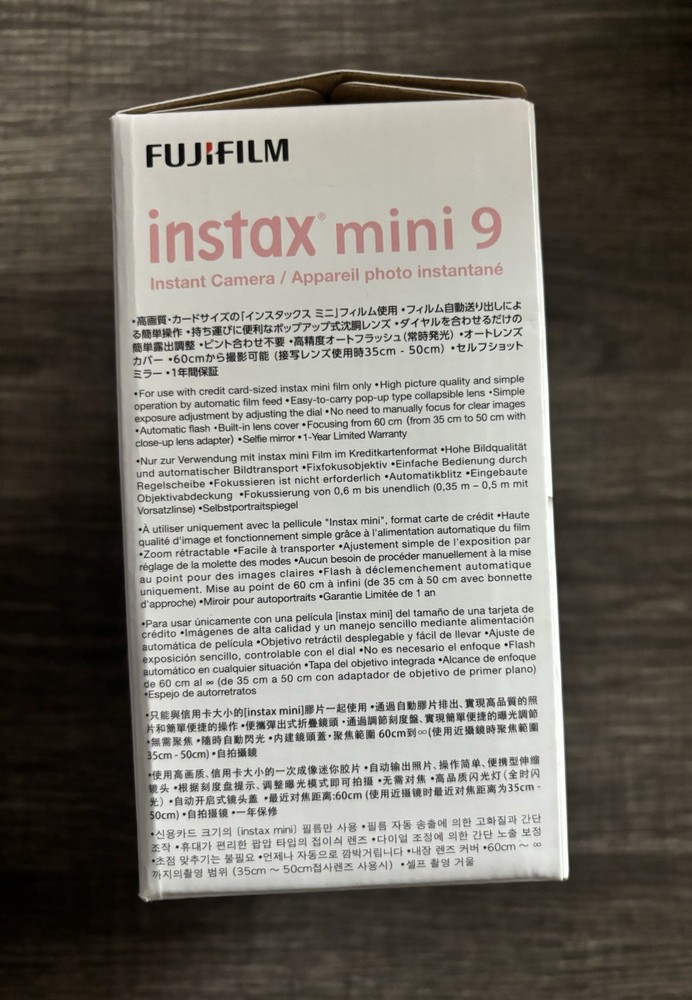 FUJIFILM
instax® mini 9
Instant Camera / Appareil photo instantané
•高画質・カードサイズの「インスタックス ミニ」フィルム使用 •フィルム自動送り出しによ
る簡単操作 •持ち運びに便利なポップアップ式沈胴レンズ •ダイヤルを合わせるだけの
簡単露出調整 •ピント合わせ不要 •高精度オートフラッシュ(常時発光) •オートレンズ
カバー •60cmから撮影可能 (接写レンズ使用時35cm - 50cm) •セルフショット
ミラー •1年間保証
•For use with credit card-sized instax mini film only •High picture quality and simple
operation by automatic film feed •Easy-to-carry pop-up type collapsible lens •Simple
exposure adjustment by adjusting the dial •No need to manually focus for clear images
•Automatic flash •Built-in lens cover •Focusing from 60 cm (from 35 cm to 50 cm with
close-up lens adapter) •Selfie mirror •1-Year Limited Warranty
•Nur zur Verwendung mit instax mini Film im Kreditkartenformat •Hohe Bildqualität
und automatischer Bildtransport •Fixfokusobjektiv •Einfache Bedienung durch
Regelscheibe •Fokussieren ist nicht erforderlich •Automatikblitz •Eingebaute
Objektivabdeckung •Fokussierung von 0,6 m bis unendlich (0,35 m – 0,5 m mit
Vorsatzlinse) •Selbstportraitspiegel
•À utiliser uniquement avec la pellicule "Instax mini", format carte de crédit •Haute
qualité d'image et fonctionnement simple grâce à l'alimentation automatique du film
•Zoom rétractable •Facile à transporter •Ajustement simple de l'exposition par
réglage de la molette des modes •Aucun besoin de procéder manuellement à la mise
au point pour des images claires •Flash à déclemenchement automatique
uniquement. Mise au point de 60 cm à infini (de 35 cm à 50 cm avec bonnette
d'approche) •Miroir pour autoportraits •Garantie Limitée de 1 an
•Para usar únicamente con una película [instax mini] del tamaño de una tarjeta de
crédito •Imágenes de alta calidad y un manejo sencillo mediante alimentación
automática de película •Objetivo retráctil desplegable y fácil de llevar •Ajuste de
exposición sencillo, controlable con el dial •No es necesario el enfoque •Flash
automático en cualquier situación •Tapa del objetivo integrada •Alcance de enfoque
de 60 cm al ∞ (de 35 cm a 50 cm con adaptador de objetivo de primer plano)
•Espejo de autorretratos
•只能與信用卡大小的[instax mini]膠片一起使用 •通過自動膠片排出、實現高品質的照
片和簡單便捷的操作 •便攜彈出式折疊鏡頭 •通過調節刻度盤、實現簡單便捷的曝光調節
•無需聚焦 •隨時自動閃光 •内建鏡頭蓋 •聚焦範圍 60cm到∞(使用近攝鏡時聚焦範圍
35cm - 50cm) •自拍攝鏡
•使用高画质、信用卡大小的一次成像迷你胶片 •自动输出照片、操作简单、便携型伸缩
镜头 •根据刻度盘提示、调整曝光模式即可拍摄 •无需对焦 •高品质闪光灯(全时闪
光) •自动开启式镜头盖 •最近对焦距离:60cm (使用近摄镜时最近对焦距离为35cm -
50cm) •自拍摄镜 •一年保修
•신용카드 크기의 [instax mini] 필름만 사용 •필름 자동 송출에 의한 고화질과 간단
조작 •휴대가 편리한 팝업 타입의 접이식 렌즈 •다이얼 조정에 의한 간단 노출 보정
•초점 맞추기는 불필요 •언제나 자동으로 깜박거립니다 •내장 렌즈 커버 •60cm ~ ∞
까지의촬영 범위 (35cm ~ 50cm접사렌즈 사용시) •셀프 촬영 거울